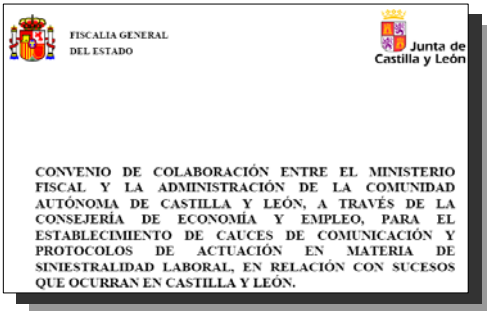 FISCALIA GENERAL
DEL ESTADO
Junta de
Castilla y León
CONVENIO DE COLABORACIÓN ENTRE EL MINISTERIO
FISCAL Y LA ADMINISTRACIÓN DE LA COMUNIDAD
AUTÓNOMA DE CASTILLA Y LEÓN, A TRAVÉS DE LA
CONSEJERÍA DE ECONOMÍA Y EMPLEO, PARA EL
ESTABLECIMIENTO DE CAUCES DE COMUNICACIÓN Y
PROTOCOLOS DE ACTUACIÓN EN MATERIA DE
SINIESTRALIDAD LABORAL, EN RELACIÓN CON SUCESOS
QUE OCURRAN EN CASTILLA Y LEÓN.